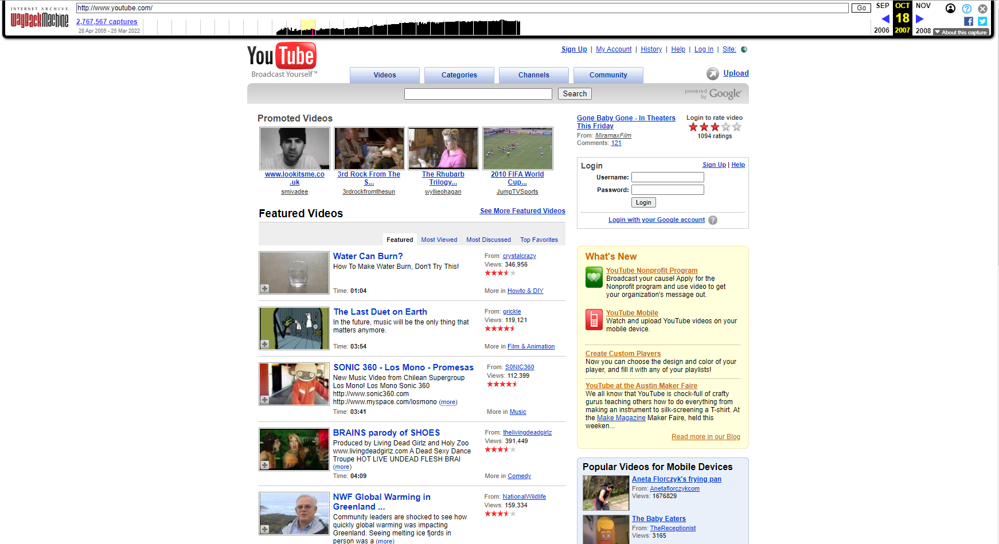 INTERNET ARCHIVE
WayBackMachine
http://www.youtube.com/
Go
2,767,567 captures
28 Apr 2005 - 25 Mar 2022
SEP OCT NOV
18
2006 2007 2008
About this capture
YouTube
Broadcast Yourself™
Sign Up | My Account | History | Help | Log In | Site:
Videos Categories Channels Community
Upload
Search
powered by Google
Promoted Videos
www.lookitsme.co
.uk
smivadee
3rd Rock From The
S...
3rdrockfromthesun
The Rhubarb
Trilogy...
wyllieohagan
2010 FIFA World
Cup...
JumpTVSports
Featured Videos
See More Featured Videos
Featured Most Viewed Most Discussed Top Favorites
Water Can Burn?
How To Make Water Burn, Don't Try This!
Time: 01:04
From: crystalcrazy
Views: 346,956
More in Howto & DIY
The Last Duet on Earth
In the future, music will be the only thing that
matters anymore.
Time: 03:54
From: grickle
Views: 119,121
More in Film & Animation
SONIC 360 - Los Mono - Promesas
New Music Video from Chilean Supergroup
Los Mono! Los Mono Sonic 360
http://www.sonic360.com
http://www.myspace.com/losmono (more)
Time: 03:41
From: S0NIC360
Views: 112,399
More in Music
BRAINS parody of SHOES
Produced by Living Dead Girlz and Holy Zoo
www.livingdeadgirlz.com A Dead Sexy Dance
Troupe HOT LIVE UNDEAD FLESH BRAI
(more)
Time: 04:09
From: thelivingdeadgirlz
Views: 391,449
More in Comedy
NWF Global Warming in
Greenland ...
Community leaders are shocked to see how
quickly global warming was impacting
Greenland. Seeing melting ice fjords in
person was a (more)
From: NationalWildlife
Views: 159,334
Gone Baby Gone - In Theaters
This Friday
From: MiramaxFilm
Comments: 121
Login to rate video
1094 ratings
Login
Sign Up | Help
Username:
Password:
Login
Login with your Google account ?
What's New
YouTube Nonprofit Program
Broadcast your cause! Apply for the
Nonprofit program and use video to get
your organization's message out.
YouTube Mobile
Watch and upload YouTube videos on your
mobile device.
Create Custom Players
Now you can choose the design and color of your
player, and fill it with any of your playlists!
YouTube at the Austin Maker Faire
We all know that YouTube is chock-full of crafty
gurus teaching others how to do everything from
making an instrument to silk-screening a T-shirt. At
the Make Magazine Maker Faire, held this
weeken...
Read more in our Blog
Popular Videos for Mobile Devices
Aneta Florczyk's frying pan
From: Anetaflorczykcom
Views: 1676829
The Baby Eaters
From: TheReceptionist
Views: 3165